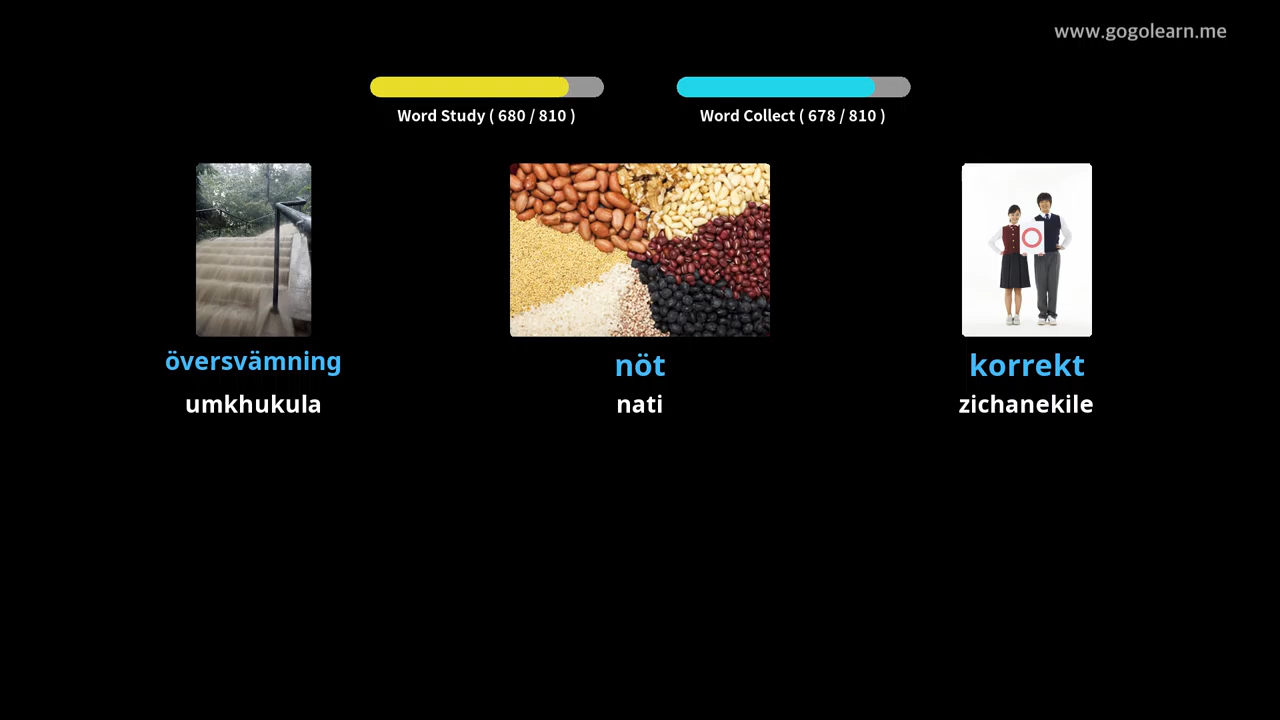 www.gogolearn.me
Word Study ( 680 / 810 )
Word Collect ( 678 / 810 )
översvämning
umkhukula
nöt
nati
korrekt
zichanekile